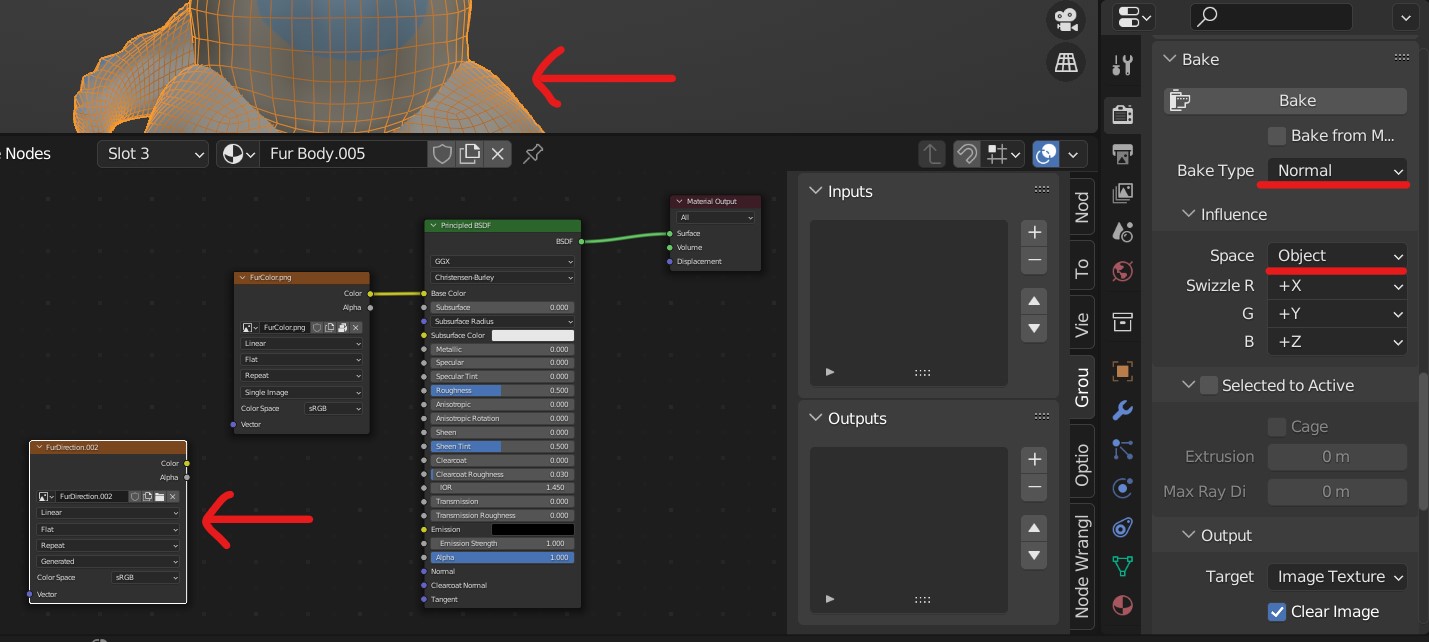 Bake
Bake
Bake from M...
e Nodes
Slot 3
Fur Body.005
Bake Type
Normal
Influence
Space
Object
Swizzle R
+X
G
+Y
B
+Z
Selected to Active
Cage
Extrusion
0 m
Max Ray Di
0 m
Output
Target
Image Texture
Clear Image
Inputs
Outputs
Nod
To
Vie
Grou
Optio
Node Wrangl
Material Output
All
Surface
Volume
Displacement
Principled BSDF
BSDF
GGX
Christensen-Burley
Base Color
Subsurface 0.000
Subsurface Radius
Subsurface Color
Metallic 0.000
Specular 0.000
Specular Tint 0.000
Roughness 0.500
Anisotropic 0.000
Anisotropic Rotation 0.000
Sheen 0.000
Sheen Tint 0.500
Clearcoat 0.000
Clearcoat Roughness 0.030
IOR 1.450
Transmission 0.000
Transmission Roughness 0.000
Emission
Emission Strength 1.000
Alpha 1.000
Normal
Clearcoat Normal
Tangent
FurColor.png
Color
Alpha
FurColor.png
Linear
Flat
Repeat
Single Image
Color Space sRGB
Vector
FurDirection.002
Color
Alpha
FurDirection.002
Linear
Flat
Repeat
Generated
Color Space sRGB
Vector